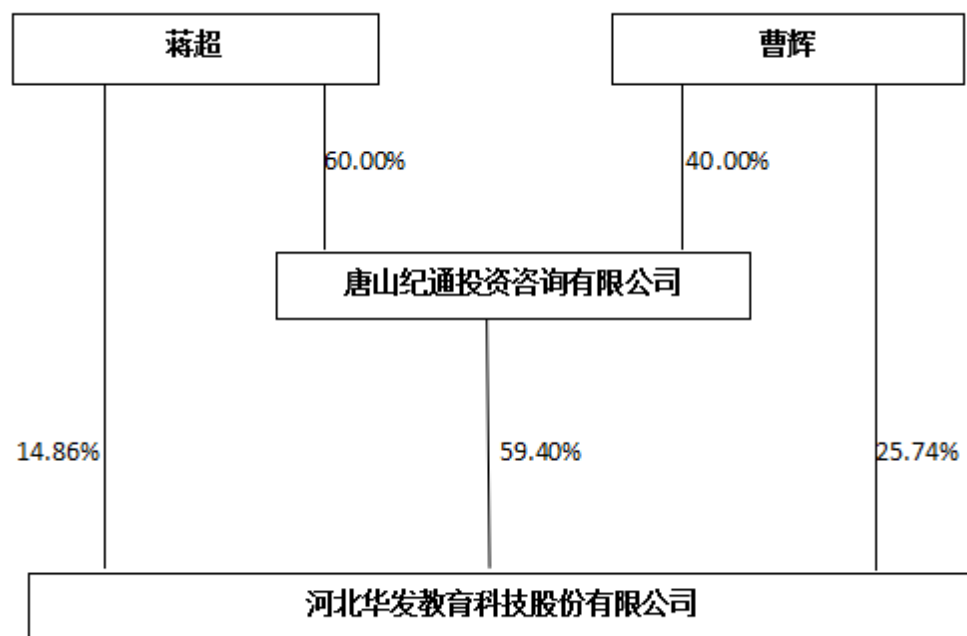 蒋超
曹辉
60.00%
40.00%
唐山纪通投资咨询有限公司
14.86%
59.40%
25.74%
河北华发教育科技股份有限公司